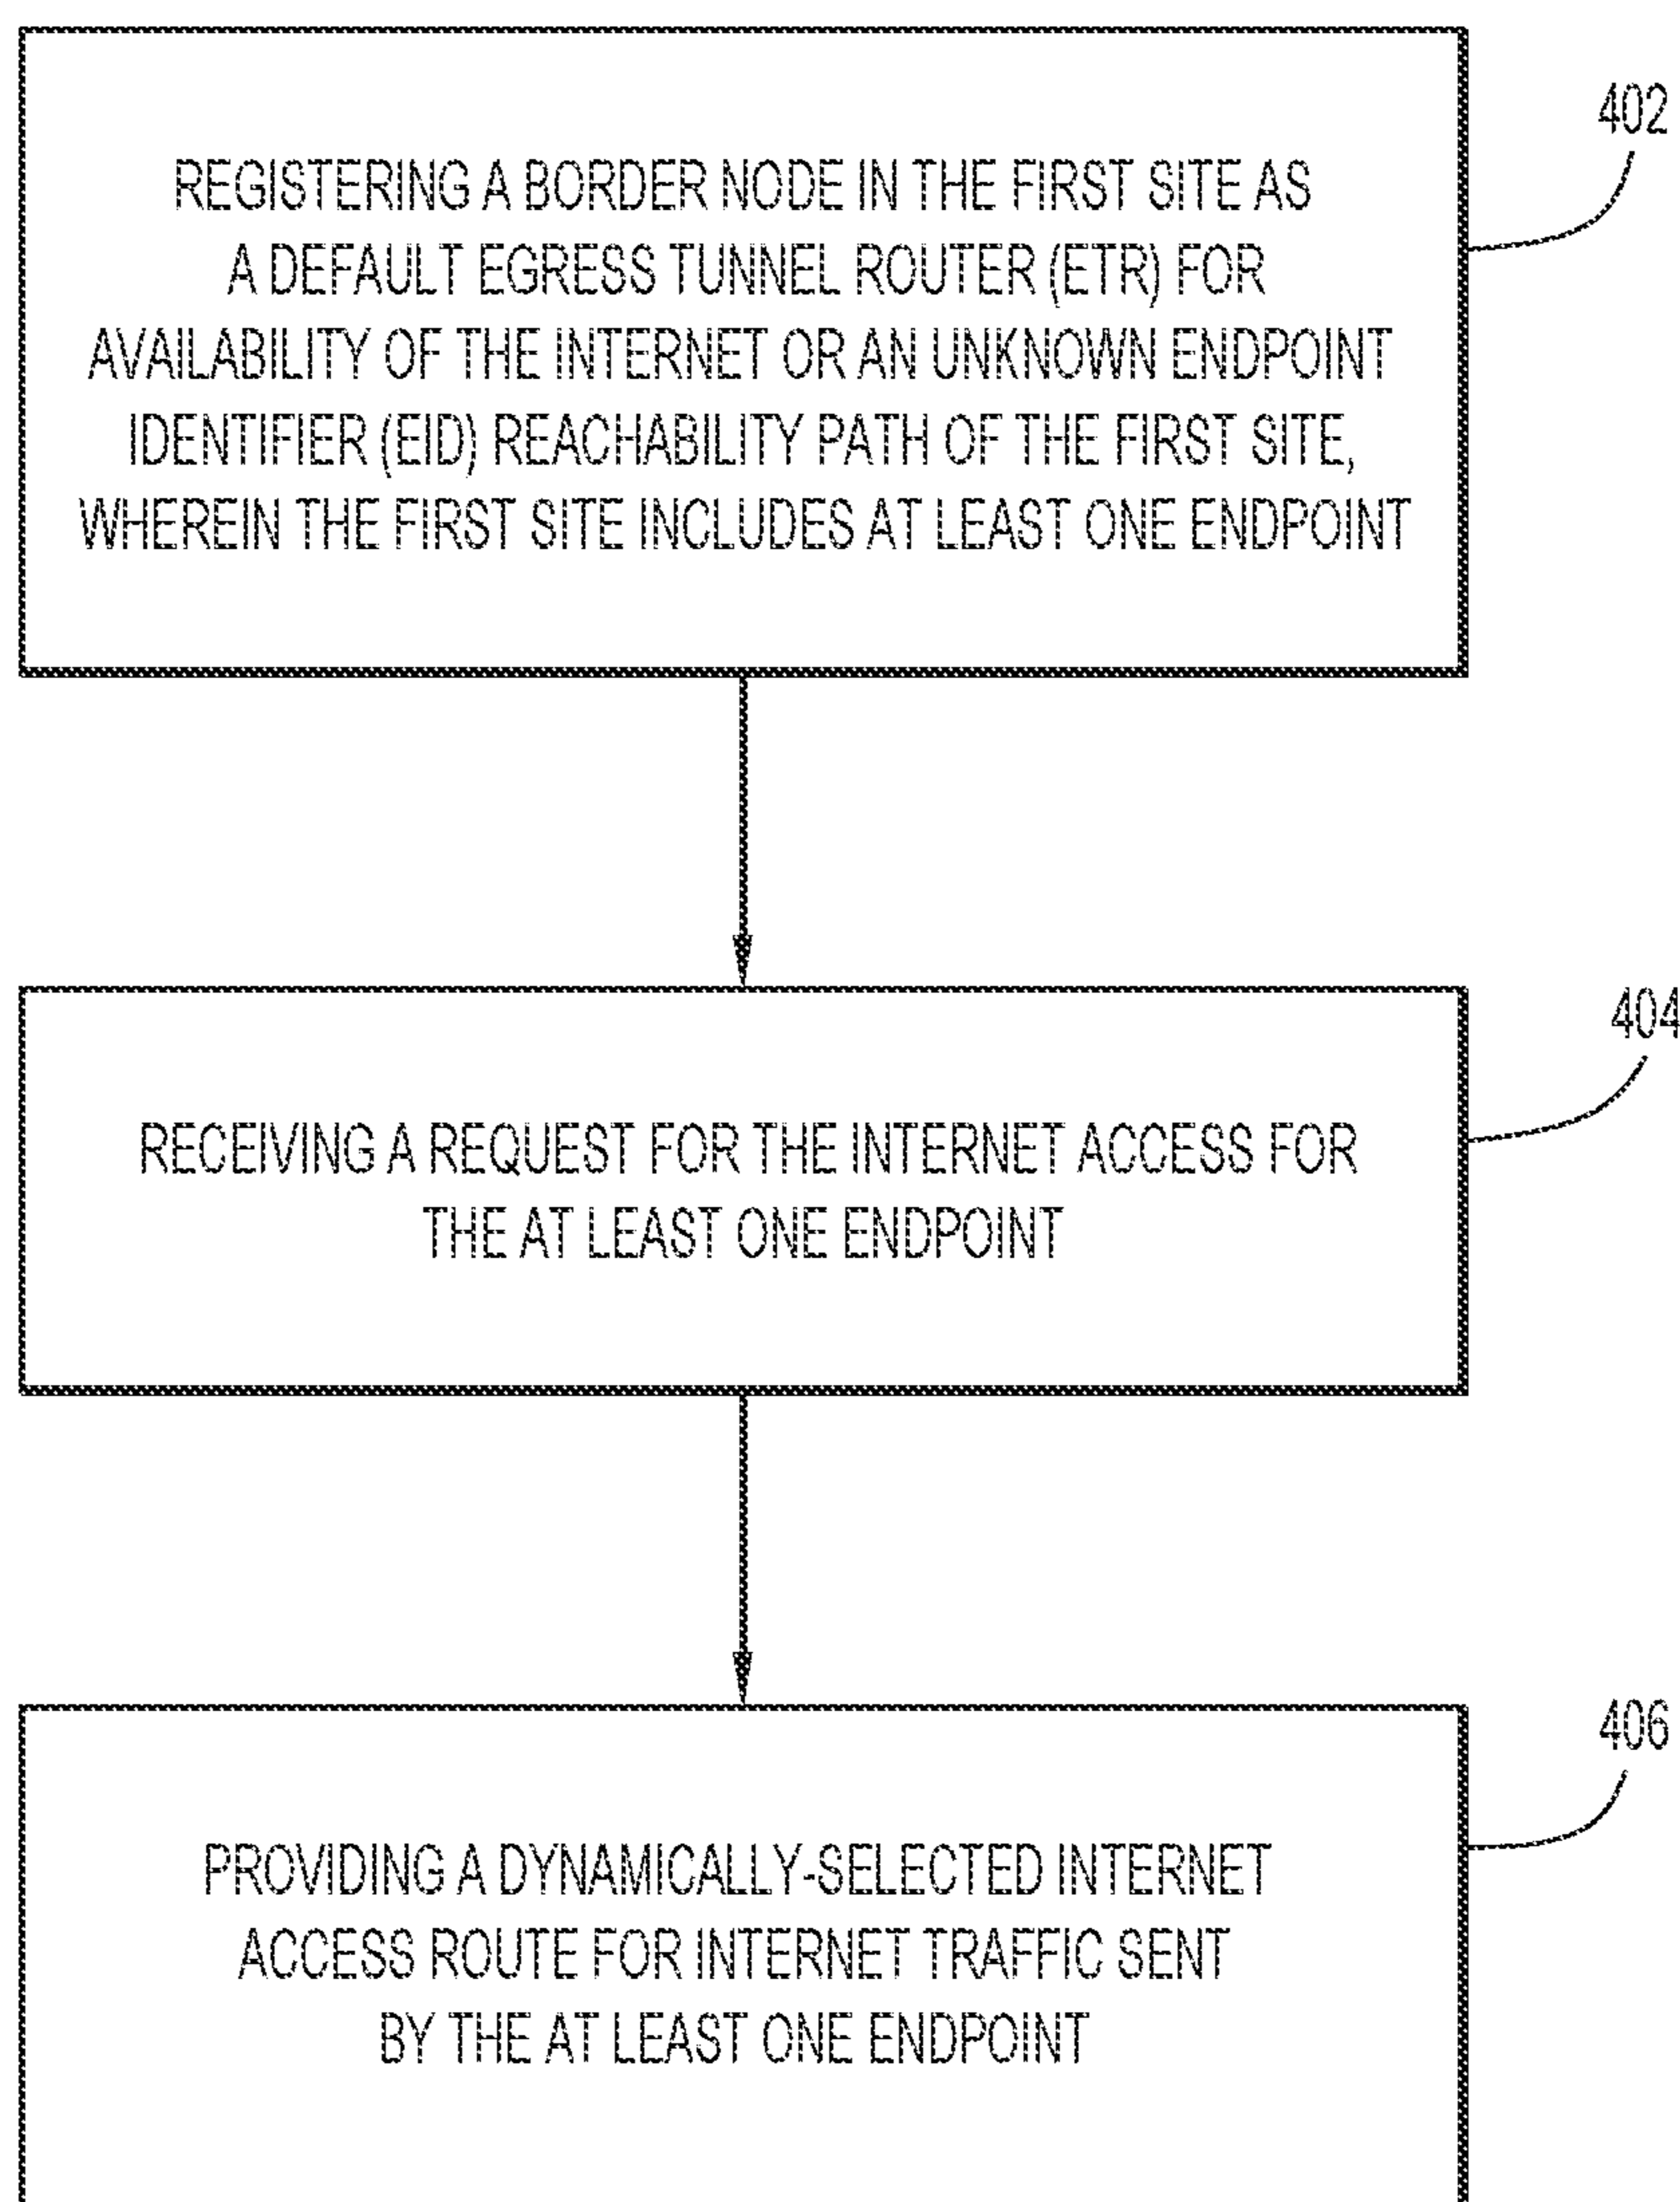 402
REGISTERING A BORDER NODE IN THE FIRST SITE AS
A DEFAULT EGRESS TUNNEL ROUTER (ETR) FOR
AVAILABILITY OF THE INTERNET OR AN UNKNOWN ENDPOINT
IDENTIFIER (EID) REACHABILITY PATH OF THE FIRST SITE,
WHEREIN THE FIRST SITE INCLUDES AT LEAST ONE ENDPOINT
404
RECEIVING A REQUEST FOR THE INTERNET ACCESS FOR
THE AT LEAST ONE ENDPOINT
406
PROVIDING A DYNAMICALLY-SELECTED INTERNET
ACCESS ROUTE FOR INTERNET TRAFFIC SENT
BY THE AT LEAST ONE ENDPOINT